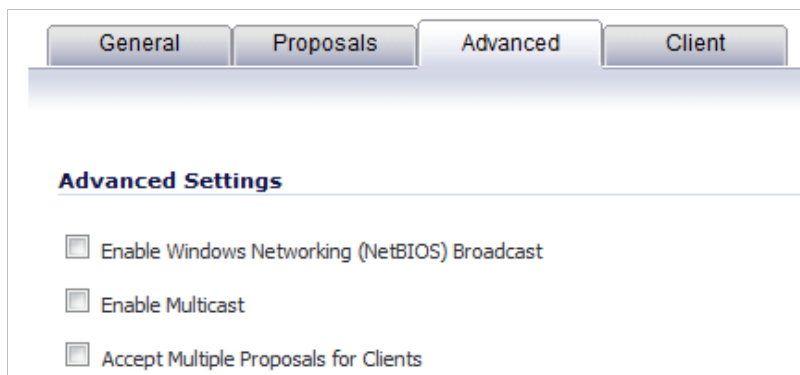 General Proposals Advanced Client
Advanced Settings
Enable Windows Networking (NetBIOS) Broadcast
Enable Multicast
Accept Multiple Proposals for Clients